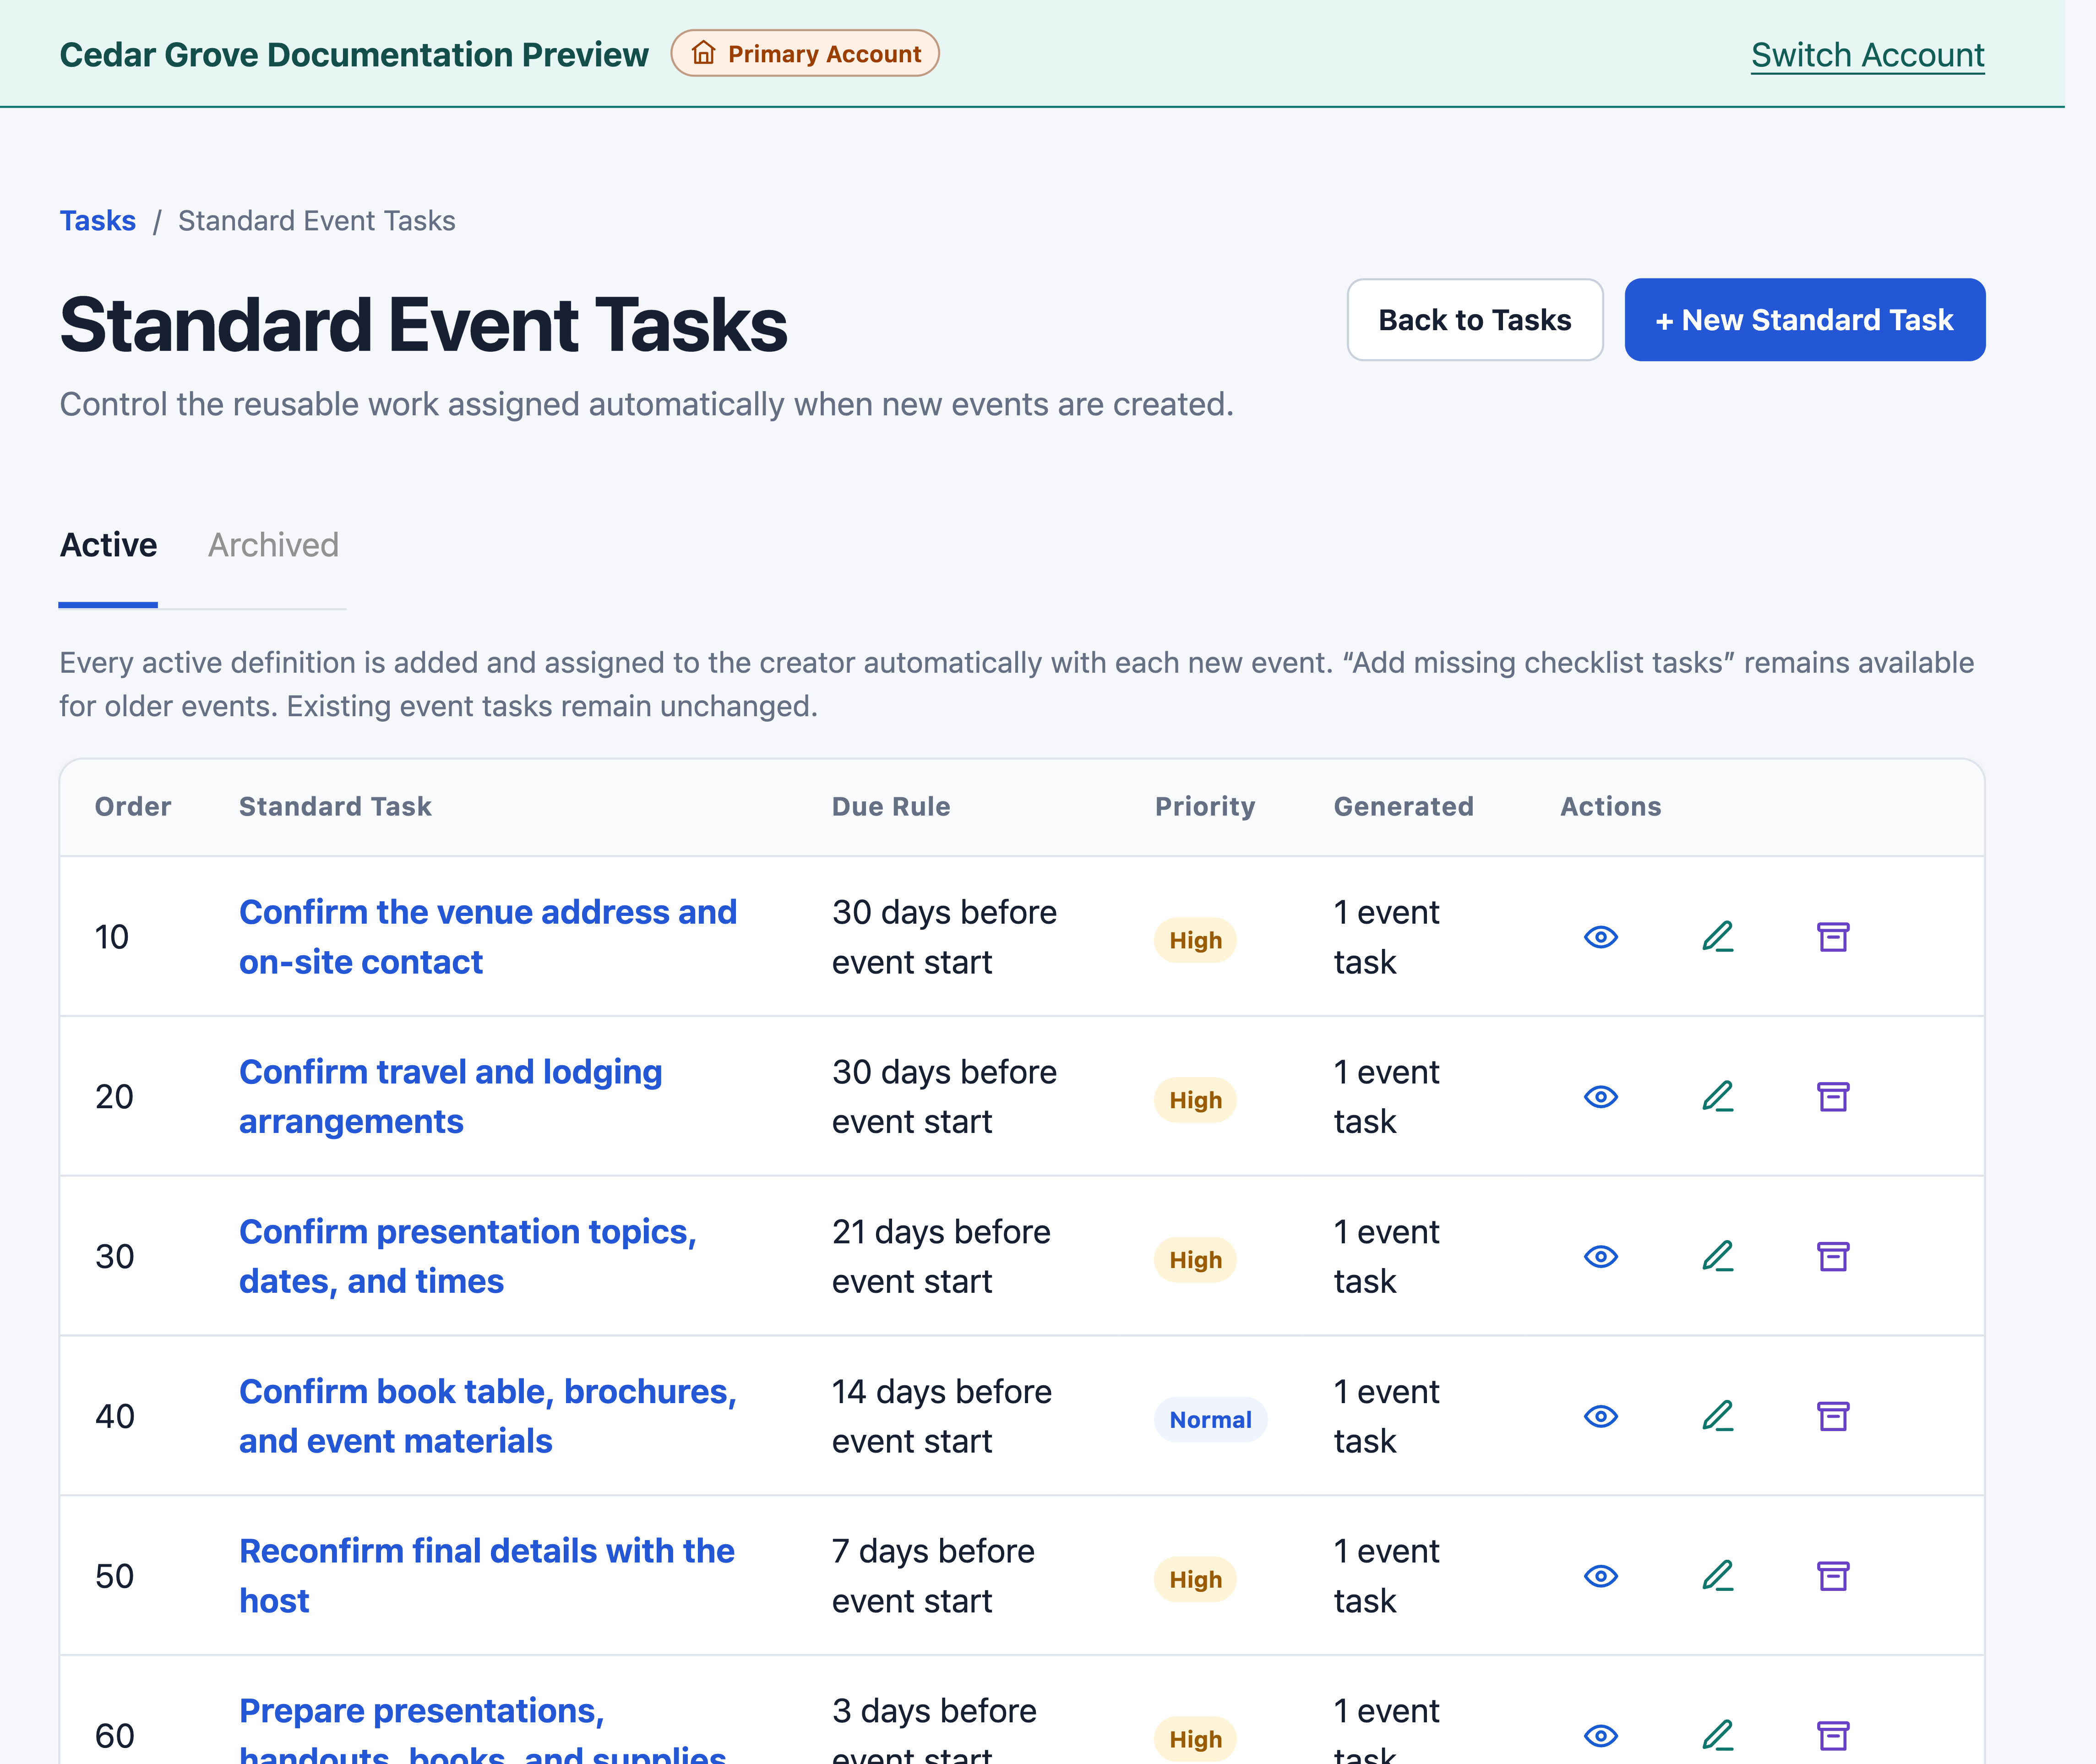 Cedar Grove Documentation Preview Primary Account Switch Account
Tasks / Standard Event Tasks
Standard Event Tasks
Back to Tasks + New Standard Task
Control the reusable work assigned automatically when new events are created.
Active Archived
Every active definition is added and assigned to the creator automatically with each new event. “Add missing checklist tasks” remains available
for older events. Existing event tasks remain unchanged.
Order Standard Task Due Rule Priority Generated Actions
10 Confirm the venue address and 30 days before High 1 event
on-site contact event start task
20 Confirm travel and lodging 30 days before High 1 event
arrangements event start task
30 Confirm presentation topics, 21 days before High 1 event
dates, and times event start task
40 Confirm book table, brochures, 14 days before Normal 1 event
and event materials event start task
50 Reconfirm final details with the 7 days before High 1 event
host event start task
60 Prepare presentations, 3 days before High 1 event
handouts, books, and supplies event start task